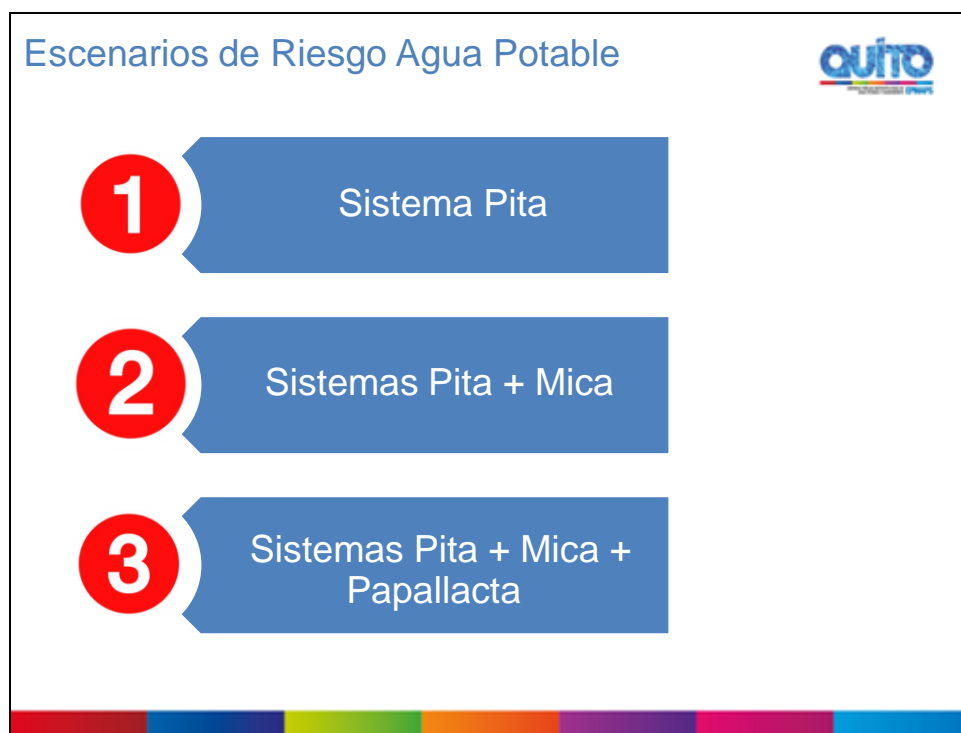 Escenarios de Riesgo Agua Potable
QUITO
1
Sistema Pita
2
Sistemas Pita + Mica
3
Sistemas Pita + Mica +
Papallacta